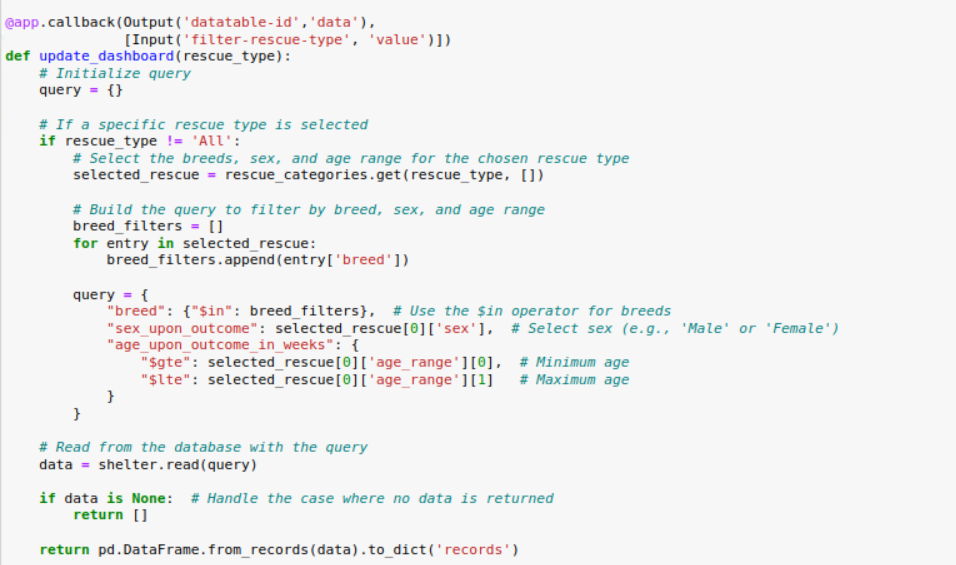 @app.callback(Output('datatable-id','data'),
              [Input('filter-rescue-type', 'value')])
def update_dashboard(rescue_type):
    # Initialize query
    query = {}

    # If a specific rescue type is selected
    if rescue_type != 'All':
        # Select the breeds, sex, and age range for the chosen rescue type
        selected_rescue = rescue_categories.get(rescue_type, [])

        # Build the query to filter by breed, sex, and age range
        breed_filters = []
        for entry in selected_rescue:
            breed_filters.append(entry['breed'])

        query = {
            "breed": {"$in": breed_filters},  # Use the $in operator for breeds
            "sex_upon_outcome": selected_rescue[0]['sex'],  # Select sex (e.g., 'Male' or 'Female')
            "age_upon_outcome_in_weeks": {
                "$gte": selected_rescue[0]['age_range'][0],  # Minimum age
                "$lte": selected_rescue[0]['age_range'][1]   # Maximum age
            }
        }

    # Read from the database with the query
    data = shelter.read(query)

    if data is None:  # Handle the case where no data is returned
        return []

    return pd.DataFrame.from_records(data).to_dict('records')